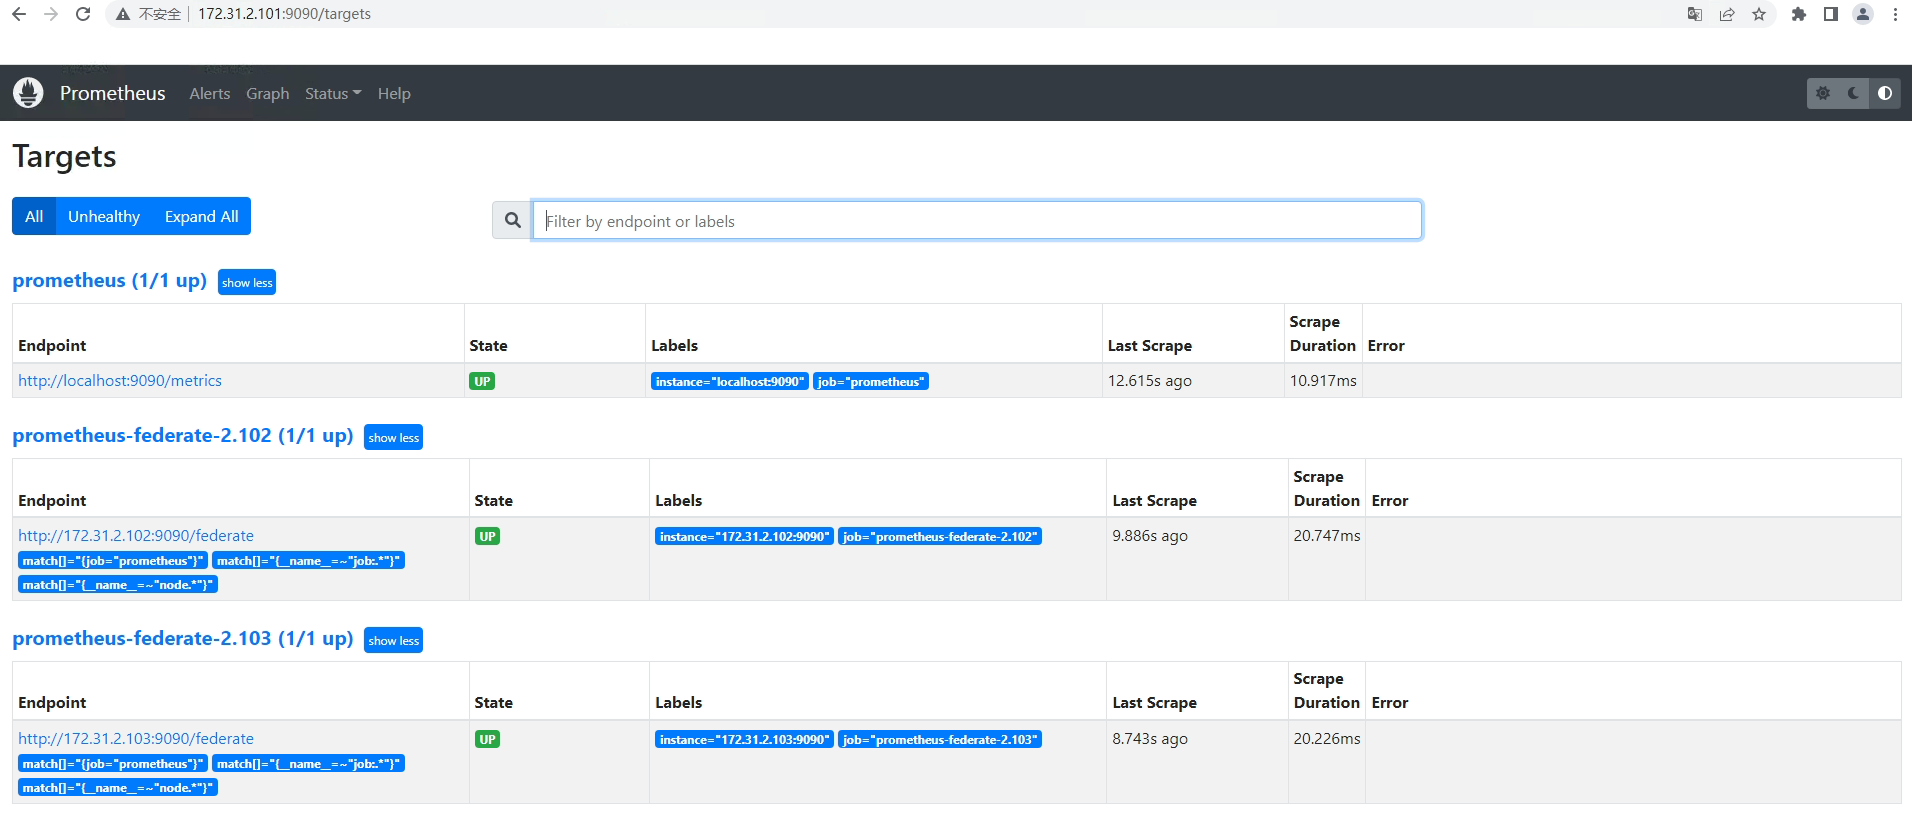 不安全 172.31.2.101:9090/targets
Prometheus Alerts Graph Status Help
Targets
All Unhealthy Expand All
Filter by endpoint or labels
prometheus (1/1 up) show less
Endpoint State Labels Last Scrape Scrape Duration Error
http://localhost:9090/metrics UP instance="localhost:9090" job="prometheus" 12.615s ago 10.917ms
prometheus-federate-2.102 (1/1 up) show less
Endpoint State Labels Last Scrape Scrape Duration Error
http://172.31.2.102:9090/federate UP instance="172.31.2.102:9090" job="prometheus-federate-2.102" 9.886s ago 20.747ms
match[]="{job="prometheus"}" match[]="{__name__=~"job:.*"}"
match[]="{__name__=~"node.*"}"
prometheus-federate-2.103 (1/1 up) show less
Endpoint State Labels Last Scrape Scrape Duration Error
http://172.31.2.103:9090/federate UP instance="172.31.2.103:9090" job="prometheus-federate-2.103" 8.743s ago 20.226ms
match[]="{job="prometheus"}" match[]="{__name__=~"job:.*"}"
match[]="{__name__=~"node.*"}"